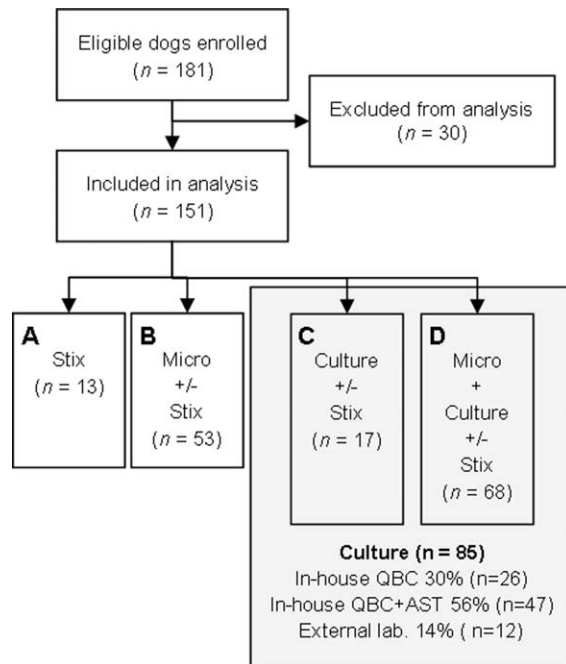 Eligible dogs enrolled
(n = 181)
Excluded from analysis
(n = 30)
Included in analysis
(n = 151)
A
Stix
(n = 13)
B
Micro
+/-
Stix
(n = 53)
C
Culture
+/-
Stix
(n = 17)
D
Micro
+
Culture
+/-
Stix
(n = 68)
Culture (n = 85)
In-house QBC 30% (n=26)
In-house QBC+AST 56% (n=47)
External lab. 14% ( n=12)